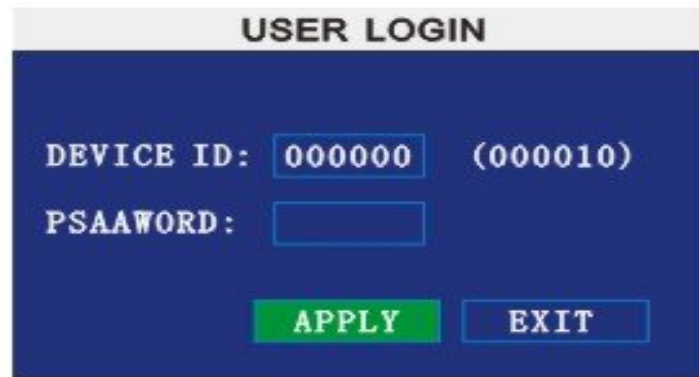 USER LOGIN
DEVICE ID: 000000 (000010)
PSAAWORD:
APPLY EXIT